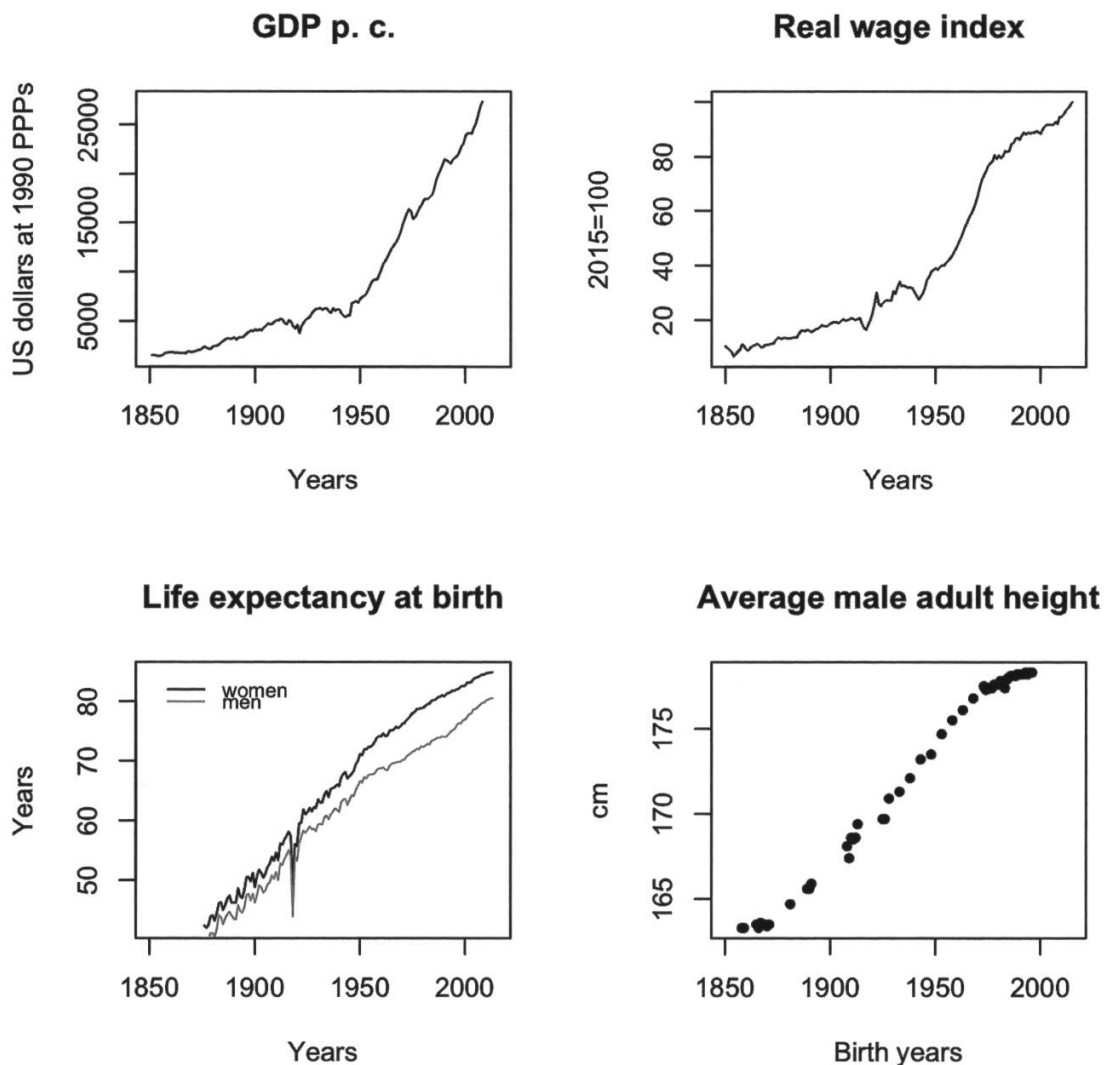 GDP p. c.
US dollars at 1990 PPPs
25000
15000
5000
1850 1900 1950 2000
Years
Real wage index
2015=100
80
60
40
20
1850 1900 1950 2000
Years
Life expectancy at birth
women
men
Years
80
70
60
50
1850 1900 1950 2000
Years
Average male adult height
cm
175
170
165
1850 1900 1950 2000
Birth years